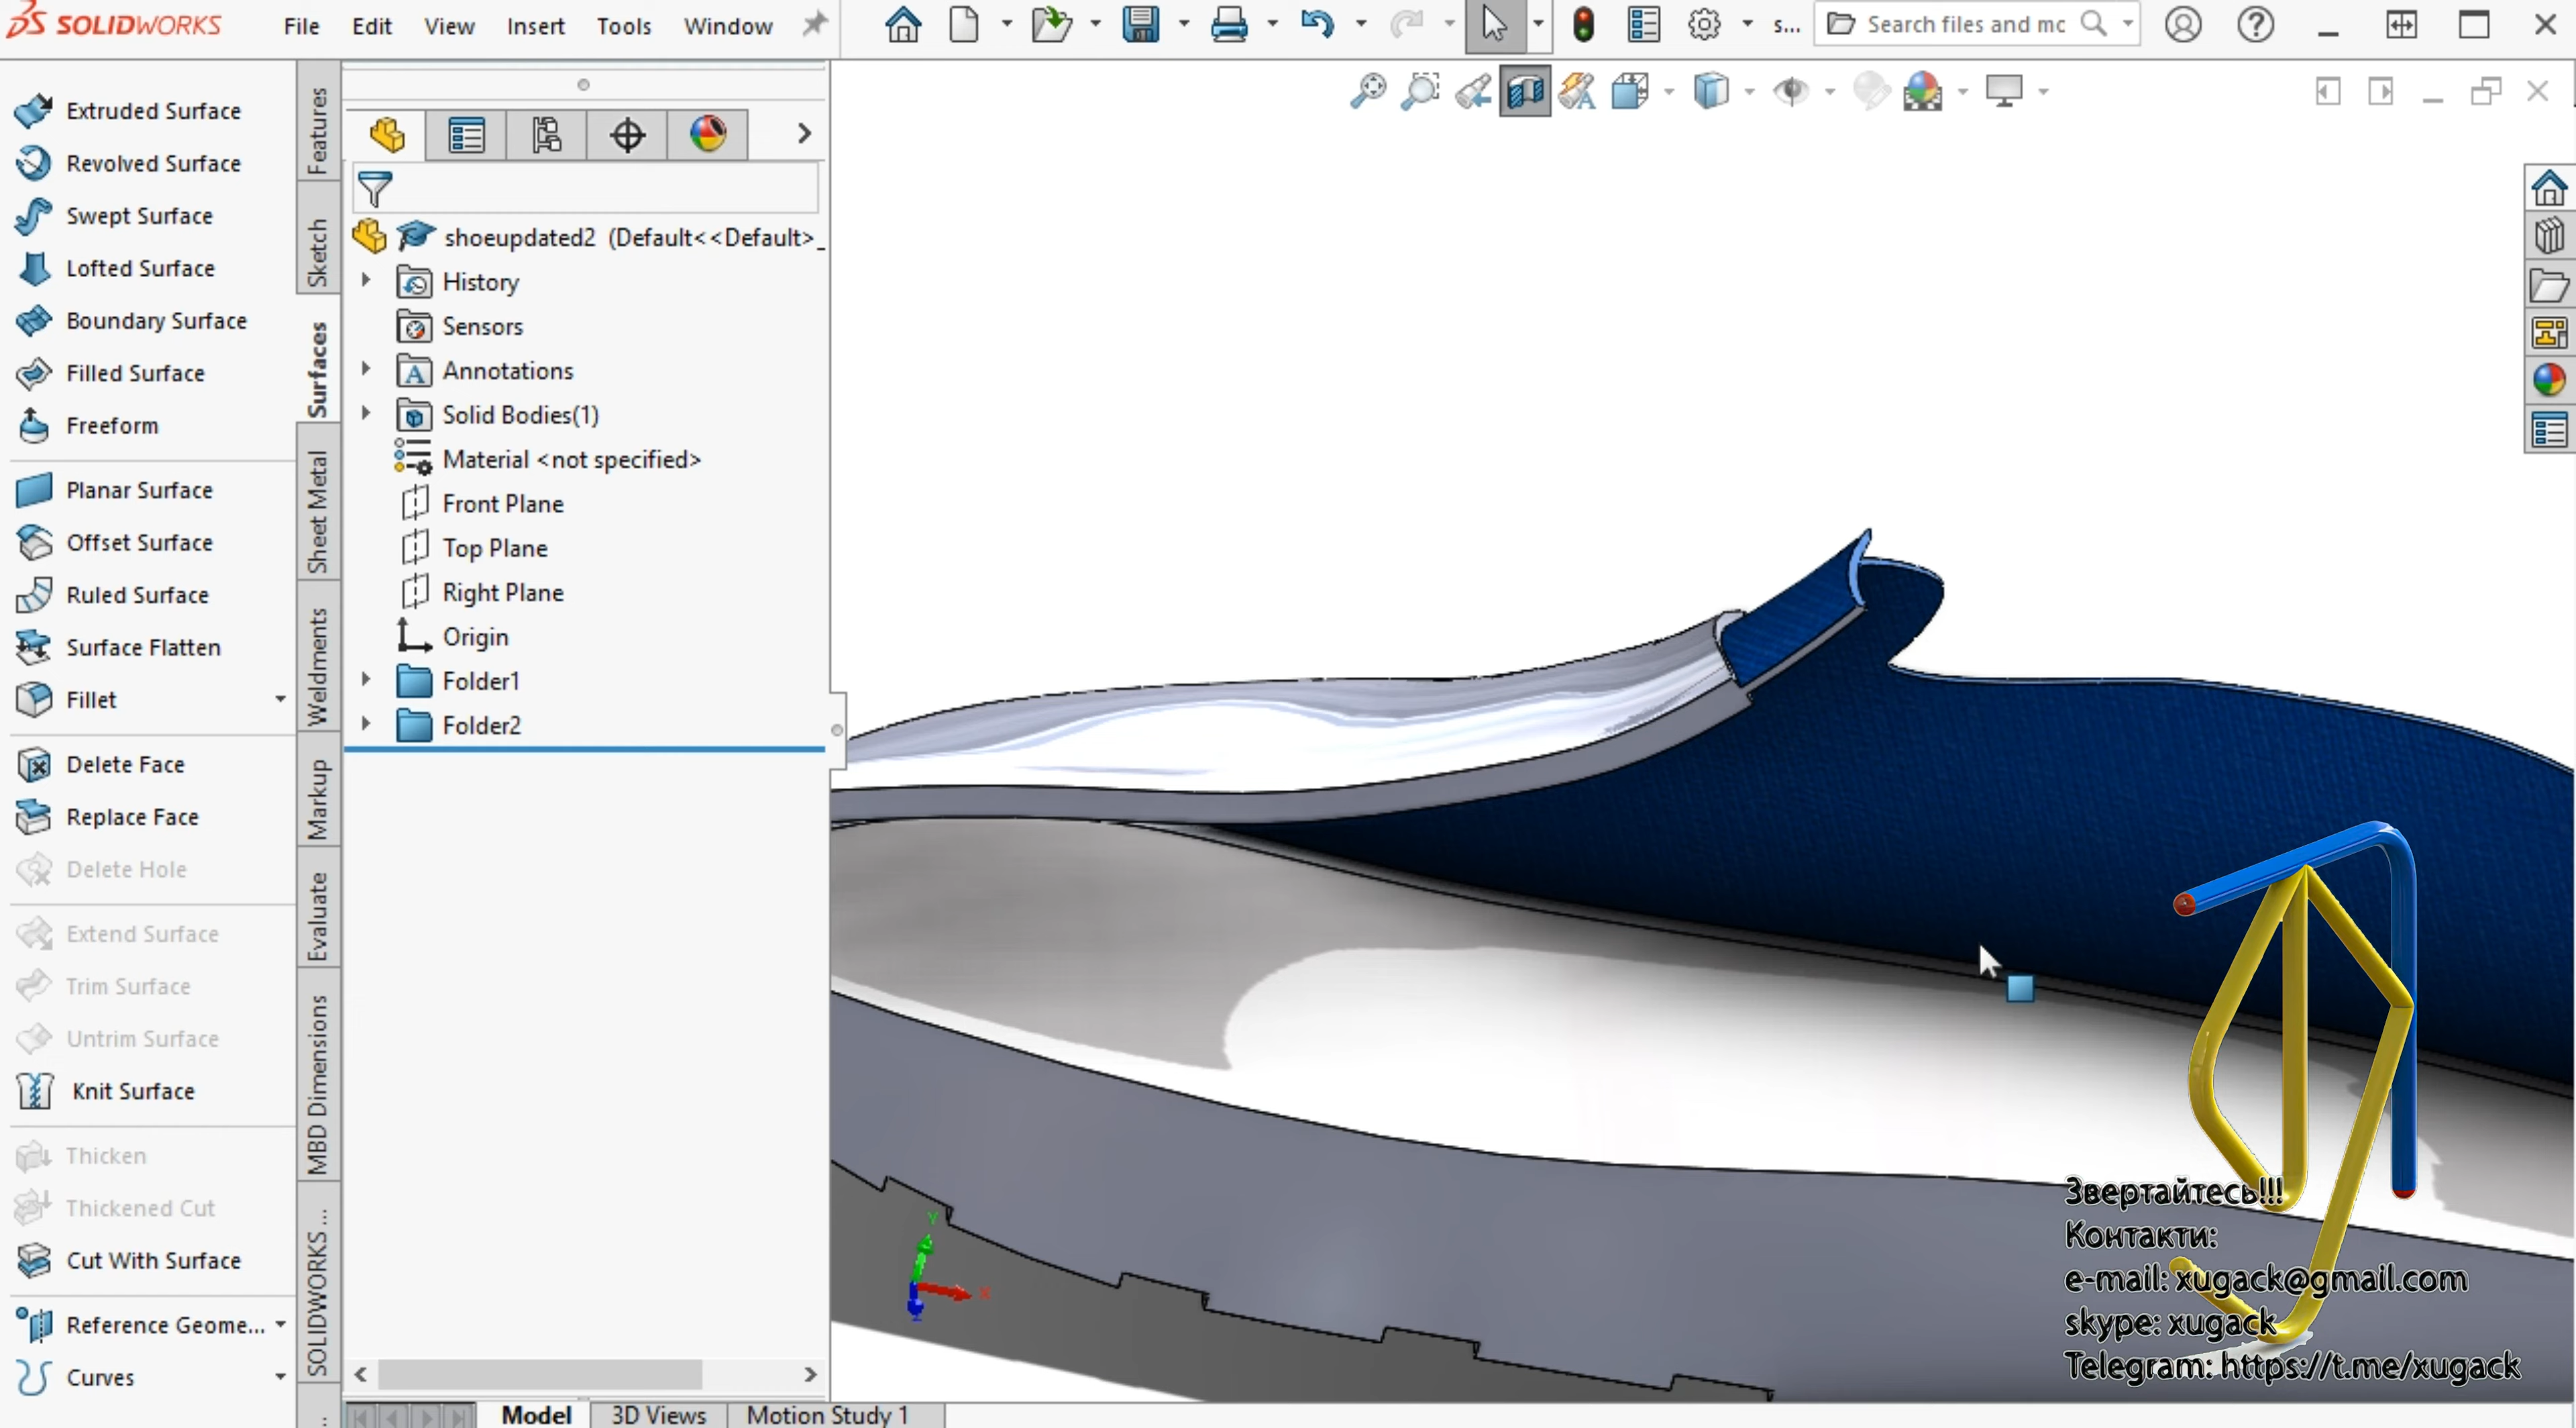 SOLIDWORKS
File Edit View Insert Tools Window
s...
Search files and mc
Extruded Surface
Revolved Surface
Swept Surface
Lofted Surface
Boundary Surface
Filled Surface
Freeform
Planar Surface
Offset Surface
Ruled Surface
Surface Flatten
Fillet
Delete Face
Replace Face
Delete Hole
Extend Surface
Trim Surface
Untrim Surface
Knit Surface
Thicken
Thickened Cut
Cut With Surface
Reference Geome...
Curves
Features
Sketch
Surfaces
Sheet Metal
Weldments
Markup
Evaluate
MBD Dimensions
SOLIDWORKS ...
...
shoeupdated2 (Default<<Default>_
History
Sensors
Annotations
Solid Bodies(1)
Material <not specified>
Front Plane
Top Plane
Right Plane
Origin
Folder1
Folder2
Y
X
Z
Звертайтесь!!!
Контакти:
e-mail: xugack@gmail.com
skype: xugack
Telegram: https://t.me/xugack
Model 3D Views Motion Study 1